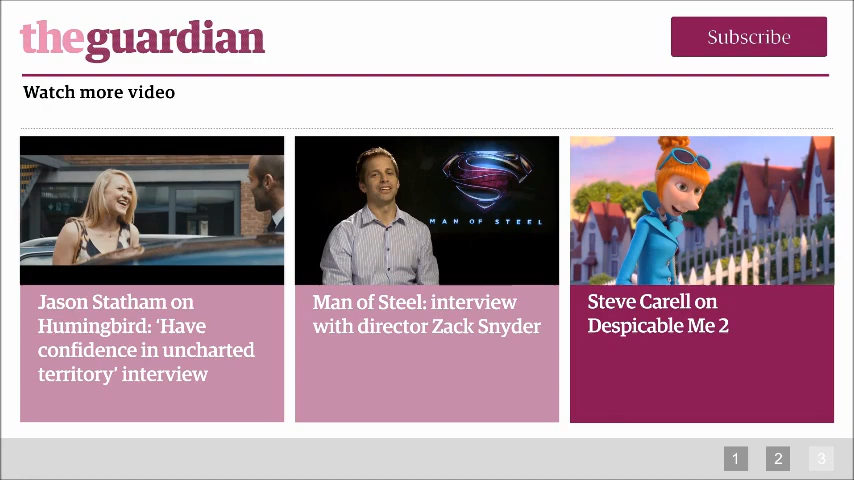 theguardian
Subscribe
Watch more video
MAN OF STEEL
Jason Statham on
Humingbird: ‘Have
confidence in uncharted
territory’ interview
Man of Steel: interview
with director Zack Snyder
Steve Carell on
Despicable Me 2
1 2 3